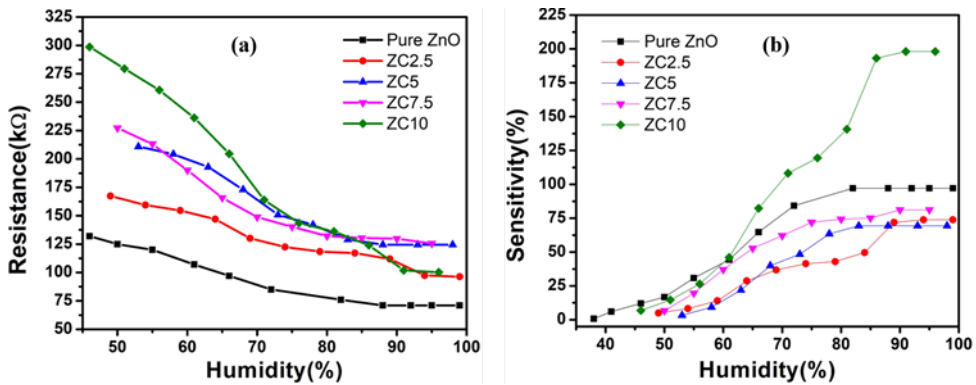 (a)
Pure ZnO
ZC2.5
ZC5
ZC7.5
ZC10
Resistance(kΩ)
325
300
275
250
225
200
175
150
125
100
75
50
50 60 70 80 90 100
Humidity(%)
(b)
Pure ZnO
ZC2.5
ZC5
ZC7.5
ZC10
Sensitivity(%)
225
200
175
150
125
100
75
50
25
0
40 50 60 70 80 90 100
Humidity(%)